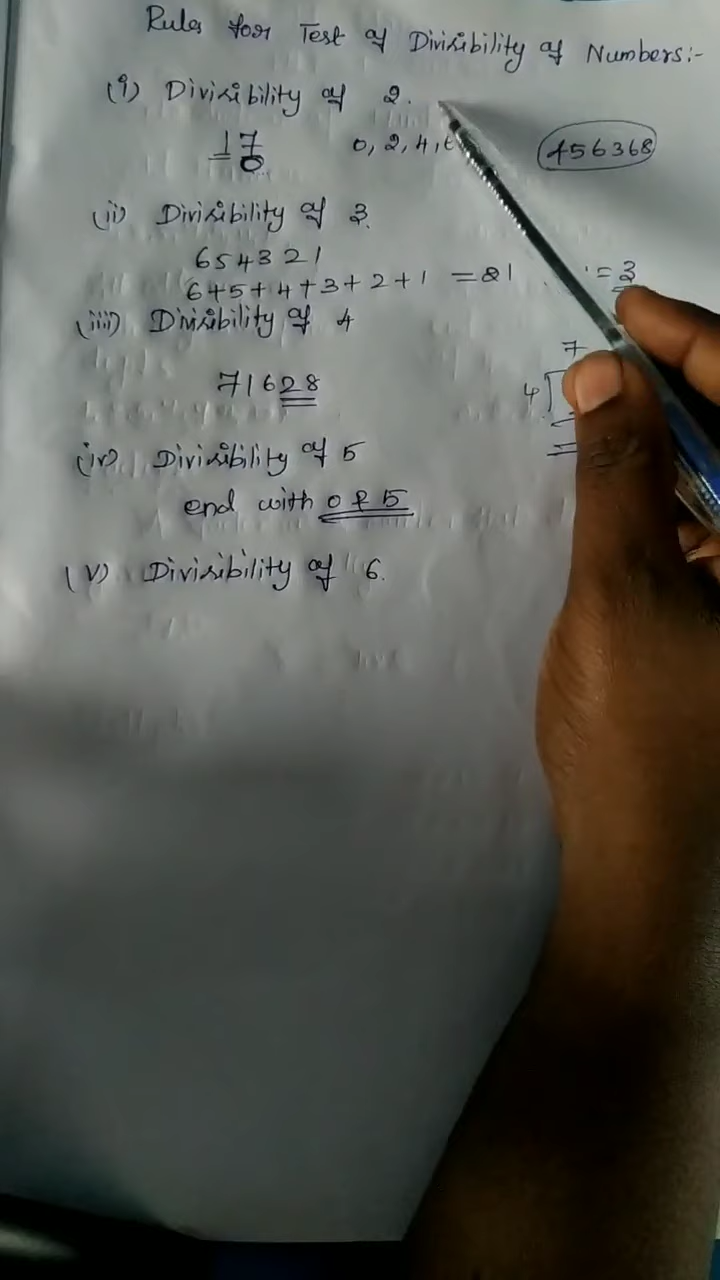 Rules for Test of Divisibility of Numbers:-
(i) Divisibility of 2.
0, 2, 4, 456368
(ii) Divisibility of 3.
654321
6+5+4+3+2+1 = 21 = 3
(iii) Divisibility of 4
7
71628 4
(iv) Divisibility of 5
end with 0 & 5
(v) Divisibility of 6.